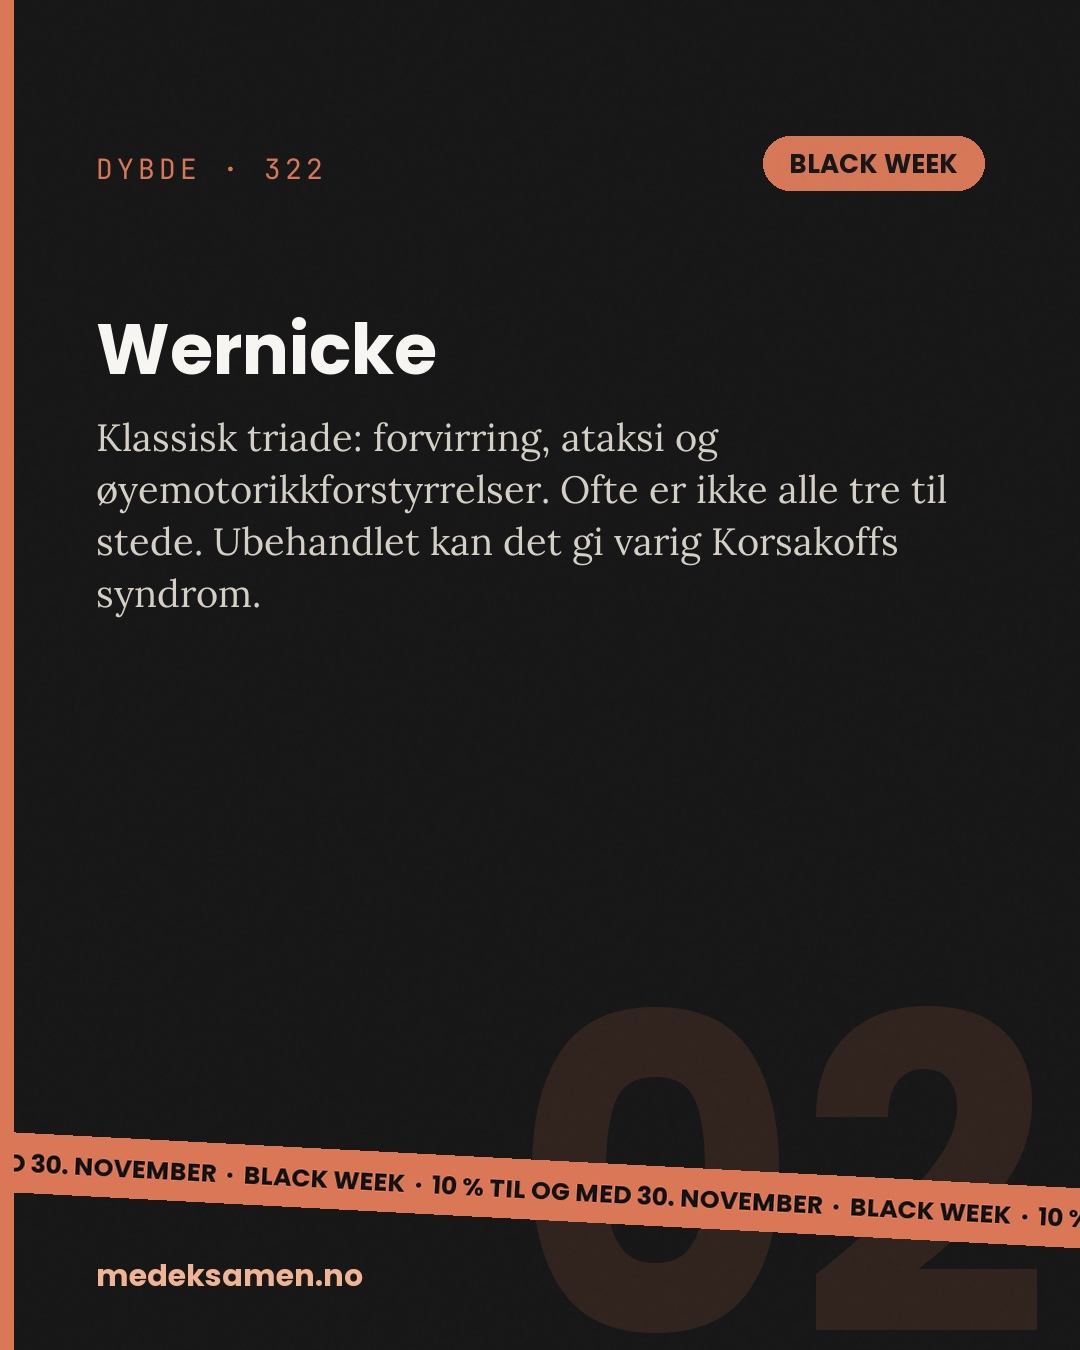 DYBDE · 322
BLACK WEEK
Wernicke
Klassisk triade: forvirring, ataksi og
øyemotorikkforstyrrelser. Ofte er ikke alle tre til
stede. Ubehandlet kan det gi varig Korsakoffs
syndrom.
02
30. NOVEMBER · BLACK WEEK · 10 % TIL OG MED 30. NOVEMBER · BLACK WEEK · 10 %
medeksamen.no